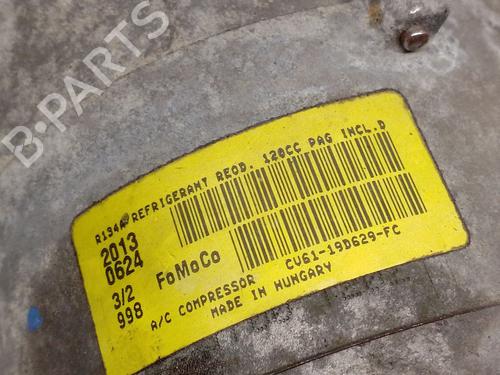 R134A REFRIGERANT REQD. 120CC PAG INCL.D
2013
0624
3/2
998
FoMoCo
CV61-19D629-FC
A/C COMPRESSOR
MADE IN HUNGARY
B-PARTS
B-PARTS